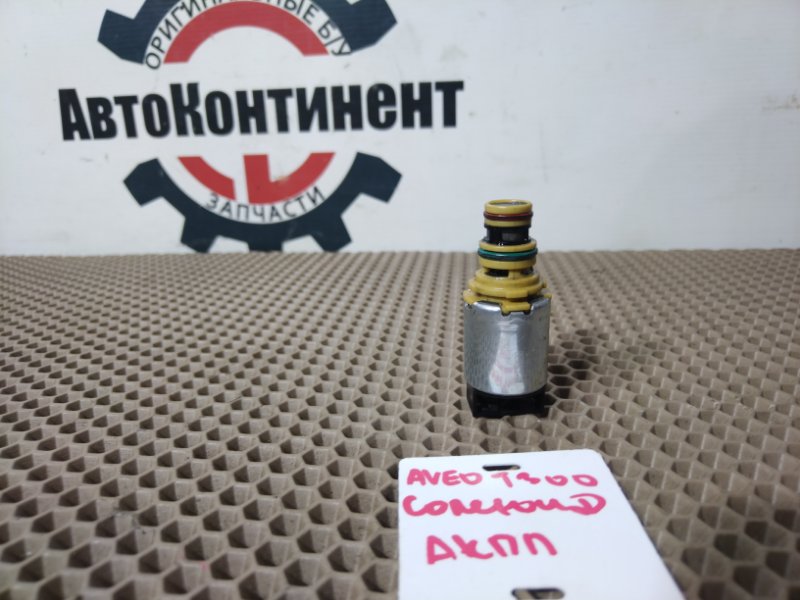 ОРИГИНАЛЬНЫЕ Б/У
АвтоКонтинент
ЗАПЧАСТИ
AVEO T300
Соленоид
АКПП